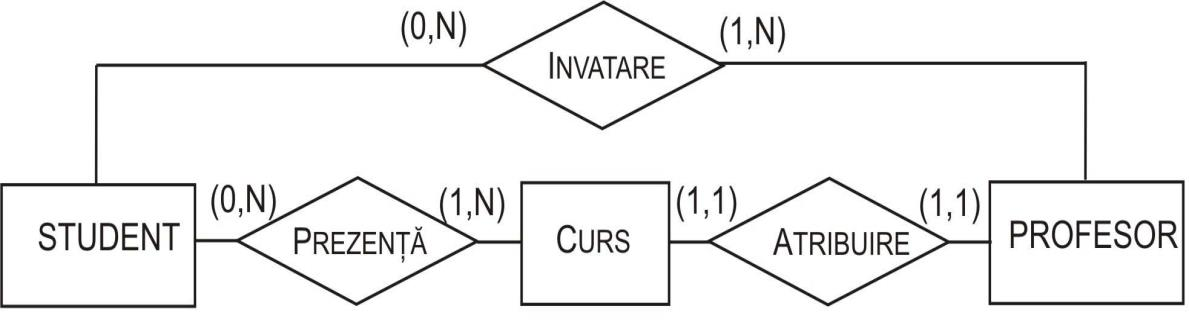 (0,N) INVATARE (1,N)
(0,N) (1,N) (1,1) (1,1)
STUDENT PREZENȚĂ CURS ATRIBUIRE PROFESOR